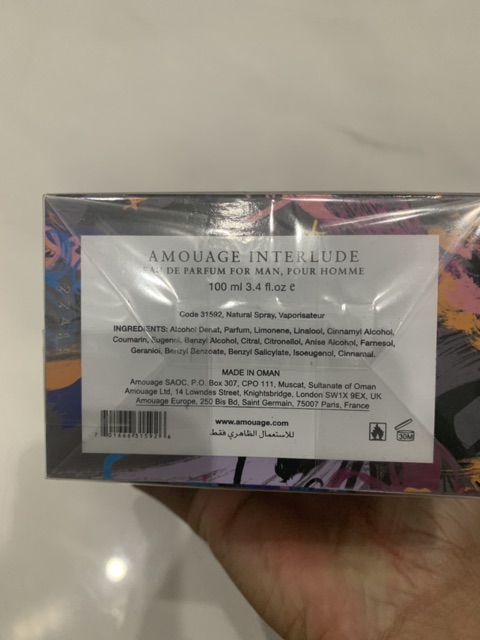 AMOUAGE INTERLUDE
EAU DE PARFUM FOR MAN, POUR HOMME
100 ml 3.4 fl.oz e
Code 31592, Natural Spray, Vaporisateur
INGREDIENTS: Alcohol Denat, Parfum, Limonene, Linalool, Cinnamyl Alcohol,
Coumarin, Eugenol, Benzyl Alcohol, Citral, Citronellol, Anise Alcohol, Farnesol,
Geraniol, Benzyl Benzoate, Benzyl Salicylate, Isoeugenol, Cinnamal.
MADE IN OMAN
Amouage SAOC, P.O. Box 307, CPO 111, Muscat, Sultanate of Oman
Amouage Ltd, 14 Lowndes Street, Knightsbridge, London SW1X 9EX, UK
Amouage Europe, 250 Bis Bd, Saint Germain, 75007 Paris, France
www.amouage.com
للاستعمال الظاهري فقط
30M